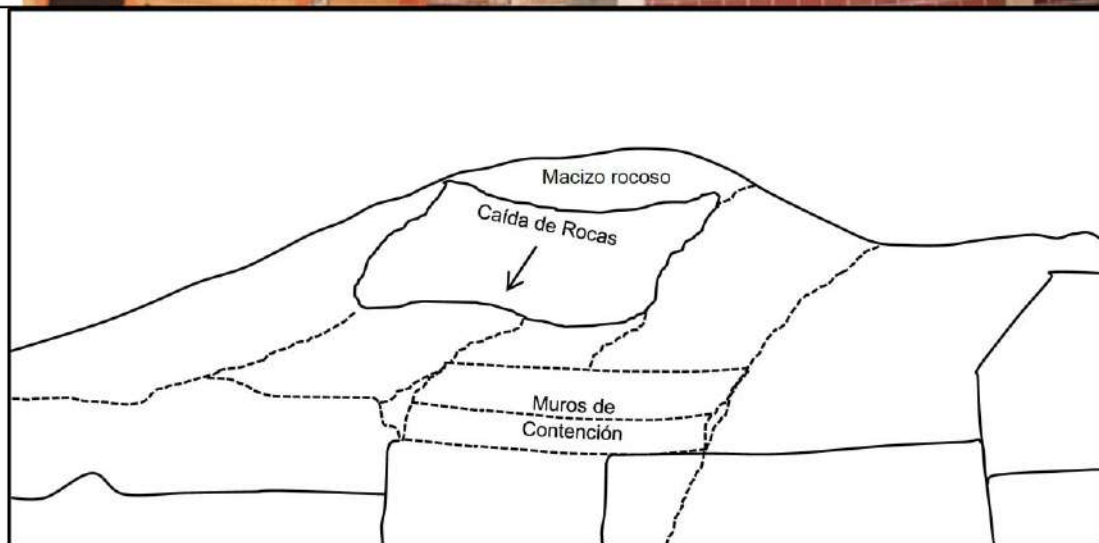 Macizo rocoso
Caída de Rocas
Muros de
Contención